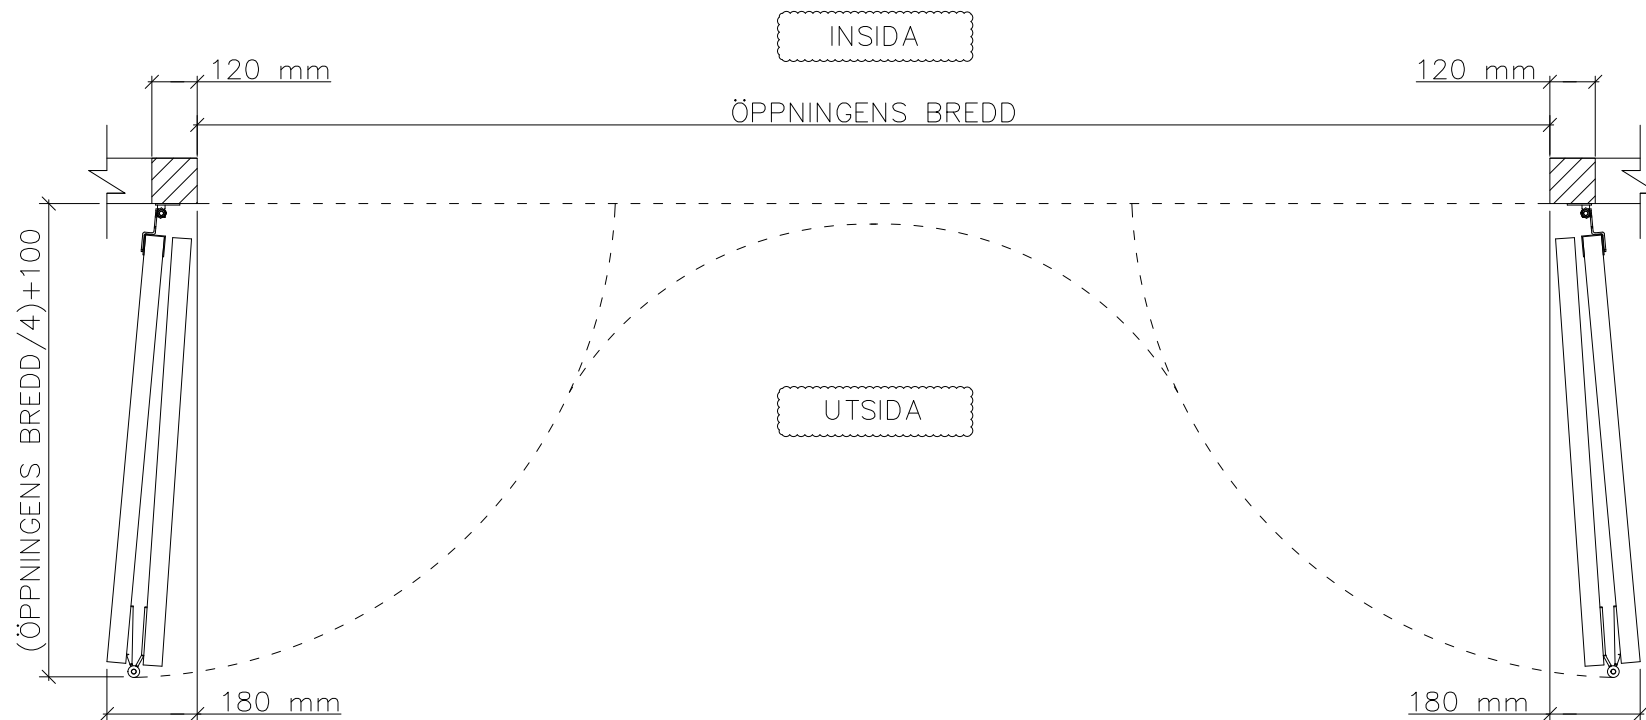 INSIDA
120 mm
120 mm
ÖPPNINGENS BREDD
(ÖPPNINGENS BREDD/4)+100
UTSIDA
180 mm
180 mm